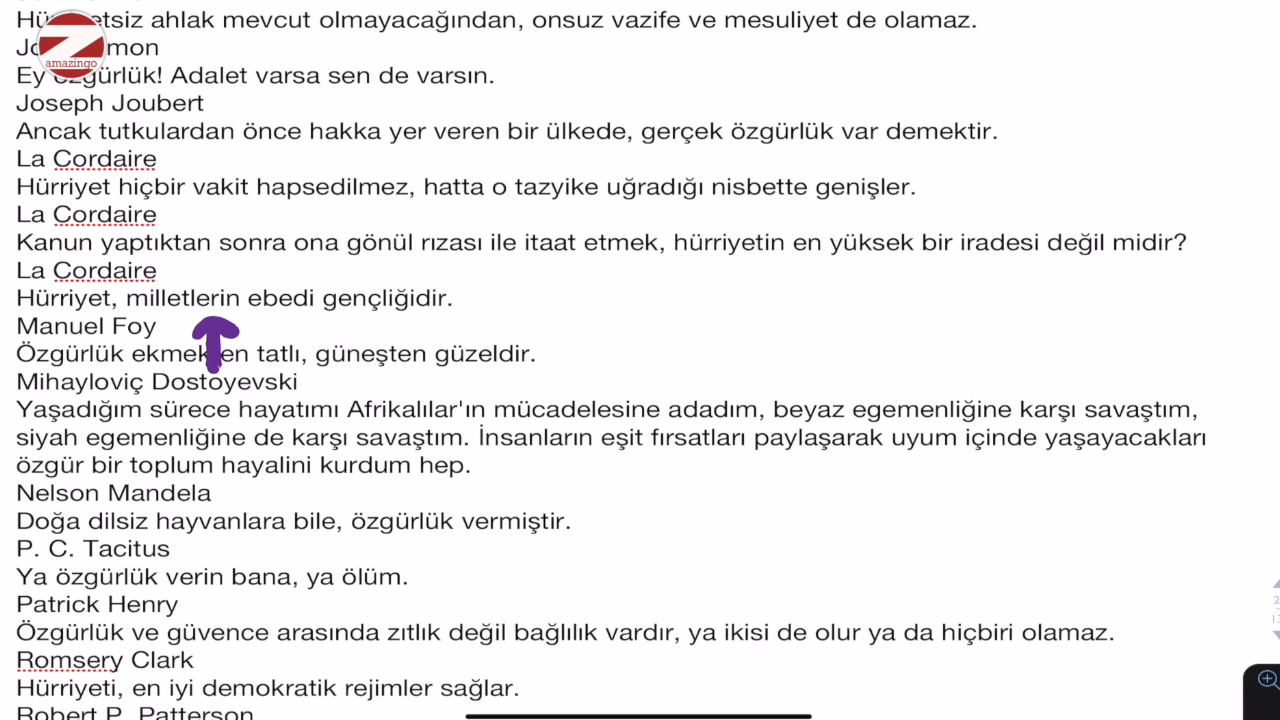 etsiz ahlak mevcut olmayacağından, onsuz vazife ve mesuliyet de olamaz.
amazingo
Ey özgürlük! Adalet varsa sen de varsın.
Joseph Joubert
Ancak tutkulardan önce hakka yer veren bir ülkede, gerçek özgürlük var demektir.
La Cordaire
Hürriyet hiçbir vakit hapsedilmez, hatta o tazyike uğradığı nisbette genişler.
La Cordaire
Kanun yaptıktan sonra ona gönül rızası ile itaat etmek, hürriyetin en yüksek bir iradesi değil midir?
La Cordaire
Hürriyet, milletlerin ebedi gençliğidir.
Manuel Foy
Özgürlük ekmekten tatlı, güneşten güzeldir.
Mihayloviç Dostoyevski
Yaşadığım sürece hayatımı Afrikalılar'ın mücadelesine adadım, beyaz egemenliğine karşı savaştım,
siyah egemenliğine de karşı savaştım. İnsanların eşit fırsatları paylaşarak uyum içinde yaşayacakları
özgür bir toplum hayalini kurdum hep.
Nelson Mandela
Doğa dilsiz hayvanlara bile, özgürlük vermiştir.
P. C. Tacitus
Ya özgürlük verin bana, ya ölüm.
Patrick Henry
Özgürlük ve güvence arasında zıtlık değil bağlılık vardır, ya ikisi de olur ya da hiçbiri olamaz.
Romsery Clark
Hürriyeti, en iyi demokratik rejimler sağlar.
Robert P. Patterson